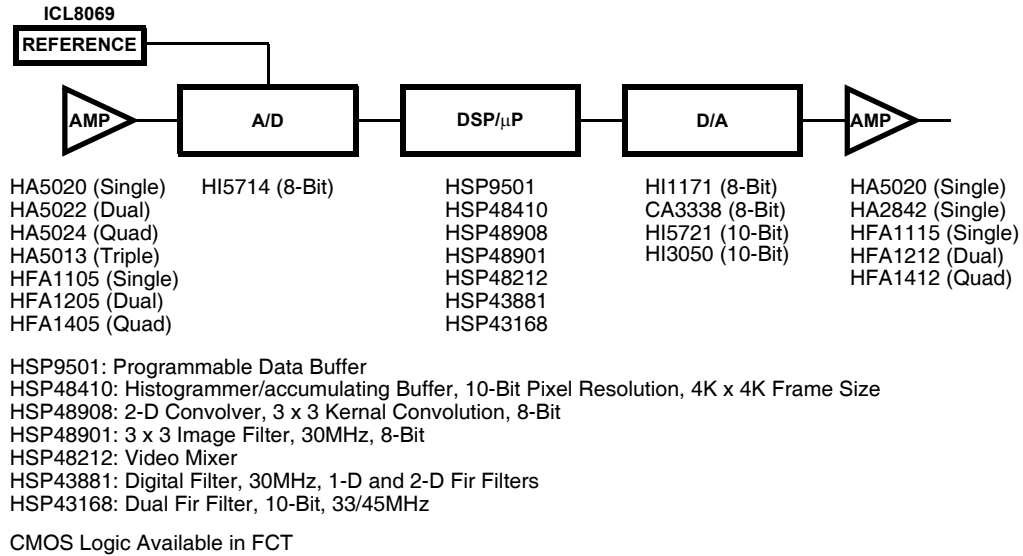 ICL8069
REFERENCE
AMP
A/D
DSP/μP
D/A
AMP
HA5020 (Single)
HA5022 (Dual)
HA5024 (Quad)
HA5013 (Triple)
HFA1105 (Single)
HFA1205 (Dual)
HFA1405 (Quad)
HI5714 (8-Bit)
HSP9501
HSP48410
HSP48908
HSP48901
HSP48212
HSP43881
HSP43168
HI1171 (8-Bit)
CA3338 (8-Bit)
HI5721 (10-Bit)
HI3050 (10-Bit)
HA5020 (Single)
HA2842 (Single)
HFA1115 (Single)
HFA1212 (Dual)
HFA1412 (Quad)
HSP9501: Programmable Data Buffer
HSP48410: Histogrammer/accumulating Buffer, 10-Bit Pixel Resolution, 4K x 4K Frame Size
HSP48908: 2-D Convolver, 3 x 3 Kernal Convolution, 8-Bit
HSP48901: 3 x 3 Image Filter, 30MHz, 8-Bit
HSP48212: Video Mixer
HSP43881: Digital Filter, 30MHz, 1-D and 2-D Fir Filters
HSP43168: Dual Fir Filter, 10-Bit, 33/45MHz
CMOS Logic Available in FCT